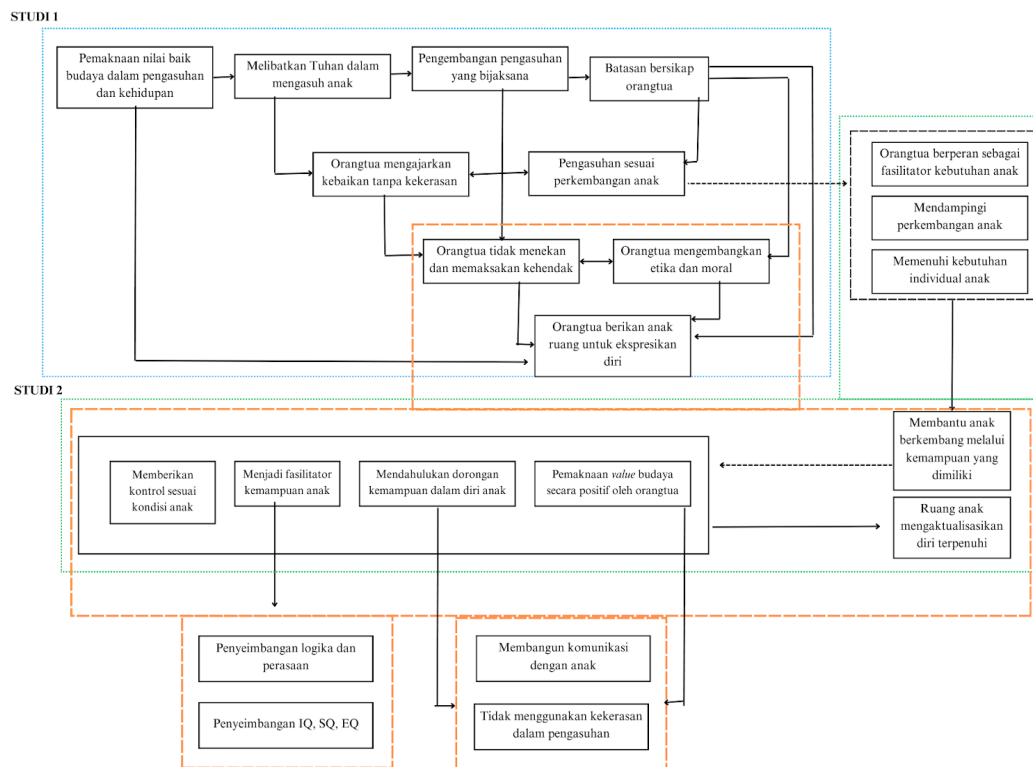 STUDI 1
Pemaknaan nilai baik
budaya dalam pengasuhan
dan kehidupan
Melibatkan Tuhan dalam
mengasuh anak
Pengembangan pengasuhan
yang bijaksana
Batasan bersikap
orangtua
Orangtua mengajarkan
kebaikan tanpa kekerasan
Pengasuhan sesuai
perkembangan anak
Orangtua berperan sebagai
fasilitator kebutuhan anak
Mendampingi
perkembangan anak
Memenuhi kebutuhan
individual anak
Orangtua tidak menekan
dan memaksakan kehendak
Orangtua mengembangkan
etika dan moral
Orangtua berikan anak
ruang untuk ekspresikan
diri
STUDI 2
Memberikan
kontrol sesuai
kondisi anak
Menjadi fasilitator
kemampuan anak
Mendahulukan dorongan
kemampuan dalam diri anak
Pemaknaan value budaya
secara positif oleh orangtua
Membantu anak
berkembang melalui
kemampuan yang
dimiliki
Ruang anak
mengaktualisasikan
diri terpenuhi
Penyeimbangan logika dan
perasaan
Penyeimbangan IQ, SQ, EQ
Membangun komunikasi
dengan anak
Tidak menggunakan kekerasan
dalam pengasuhan